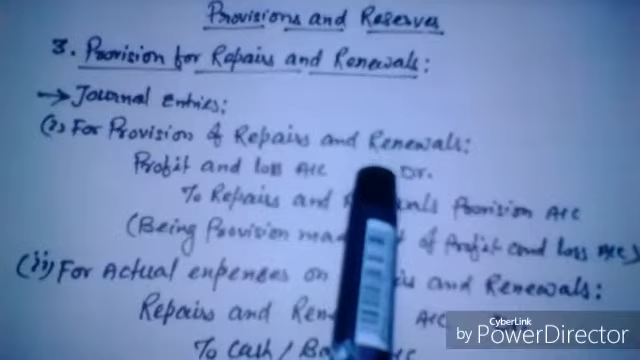 Provisions and Reserves
3. Provision for Repairs and Renewals:
→ Journal Entries:
(i) For Provision of Repairs and Renewals:
Profit and loss A/C Dr.
To Repairs and Provision A/C
(Being Provision of Profit and loss A/C)
(ii) For Actual expenses on and Renewals:
Repairs and A/C
To Cash /
CyberLink
by PowerDirector